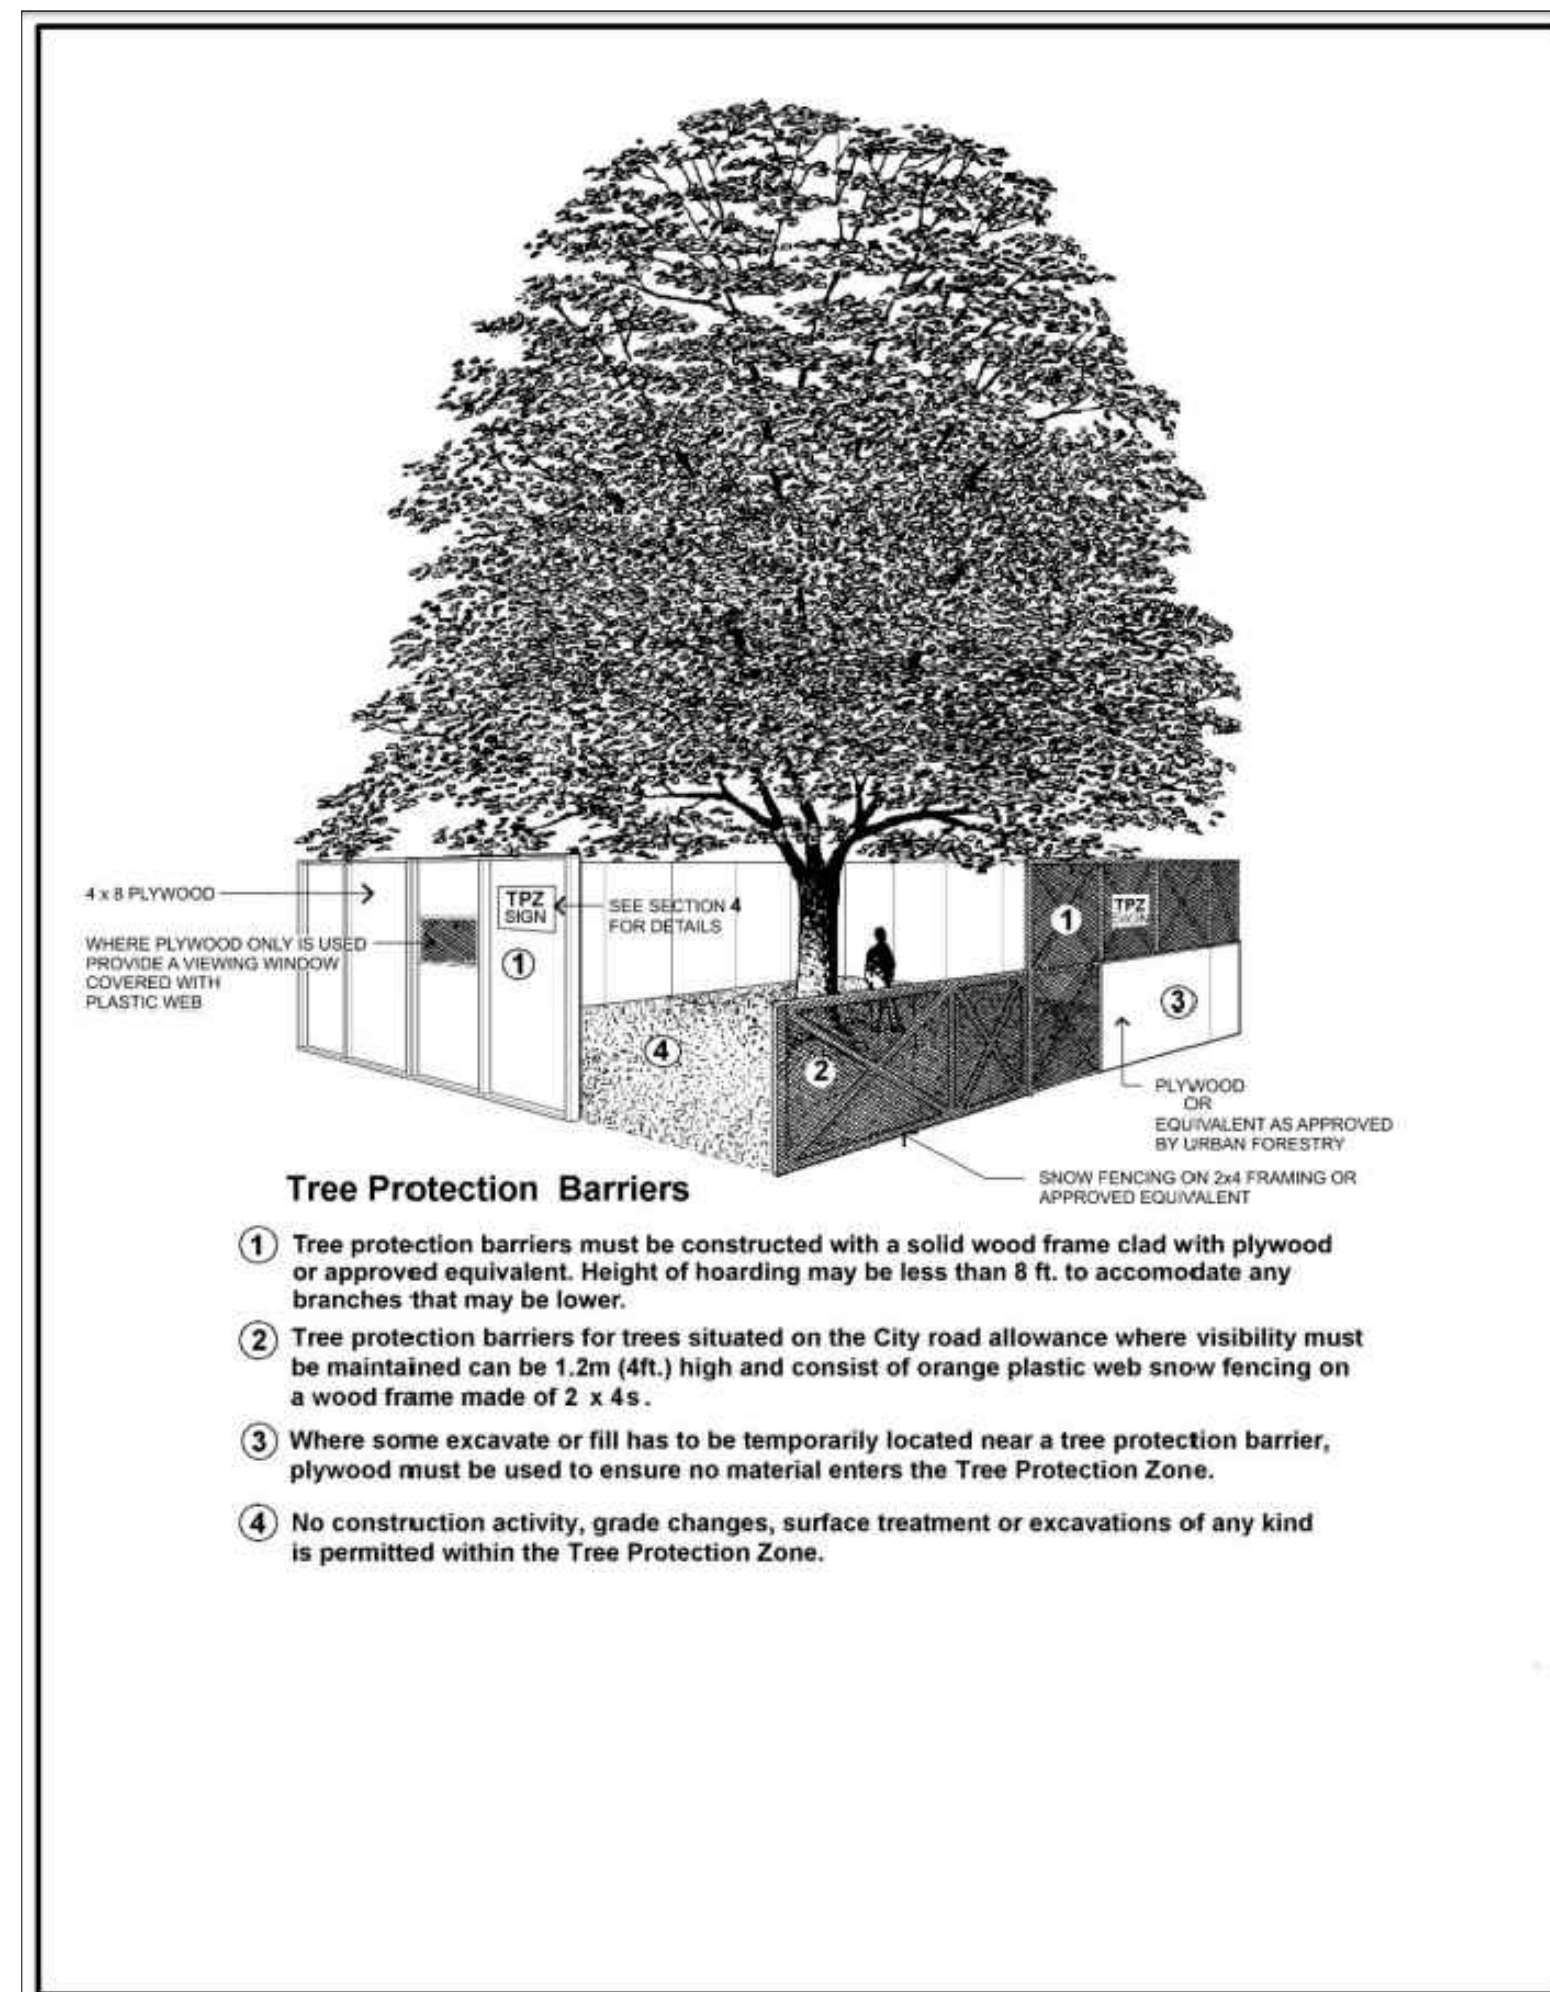 4 x 8 PLYWOOD
WHERE PLYWOOD ONLY IS USED
PROVIDE A VIEWING WINDOW
COVERED WITH
PLASTIC WEB
TPZ
SIGN
1
SEE SECTION 4
FOR DETAILS
4
2
1
TPZ
SIGN
3
PLYWOOD
OR
EQUIVALENT AS APPROVED
BY URBAN FORESTRY
SNOW FENCING ON 2x4 FRAMING OR
APPROVED EQUIVALENT
Tree Protection Barriers
1 Tree protection barriers must be constructed with a solid wood frame clad with plywood
or approved equivalent. Height of hoarding may be less than 8 ft. to accomodate any
branches that may be lower.
2 Tree protection barriers for trees situated on the City road allowance where visibility must
be maintained can be 1.2m (4ft.) high and consist of orange plastic web snow fencing on
a wood frame made of 2 x 4s.
3 Where some excavate or fill has to be temporarily located near a tree protection barrier,
plywood must be used to ensure no material enters the Tree Protection Zone.
4 No construction activity, grade changes, surface treatment or excavations of any kind
is permitted within the Tree Protection Zone.